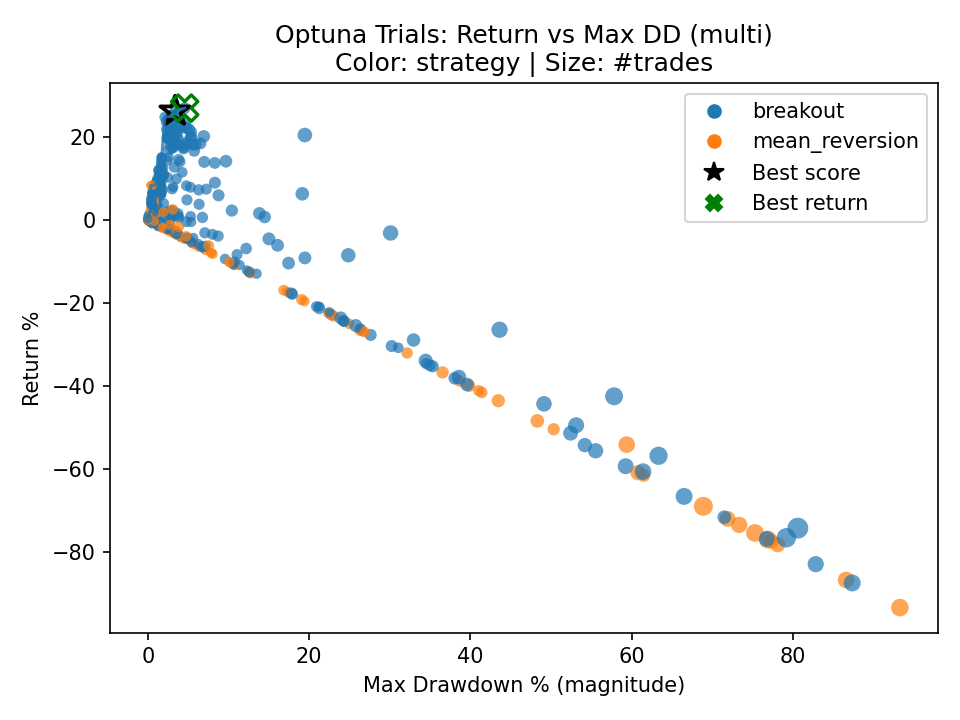 Optuna Trials: Return vs Max DD (multi)
Color: strategy | Size: #trades
breakout
mean_reversion
Best score
Best return
20
0
−20
−40
−60
−80
Return %
0
20
40
60
80
Max Drawdown % (magnitude)